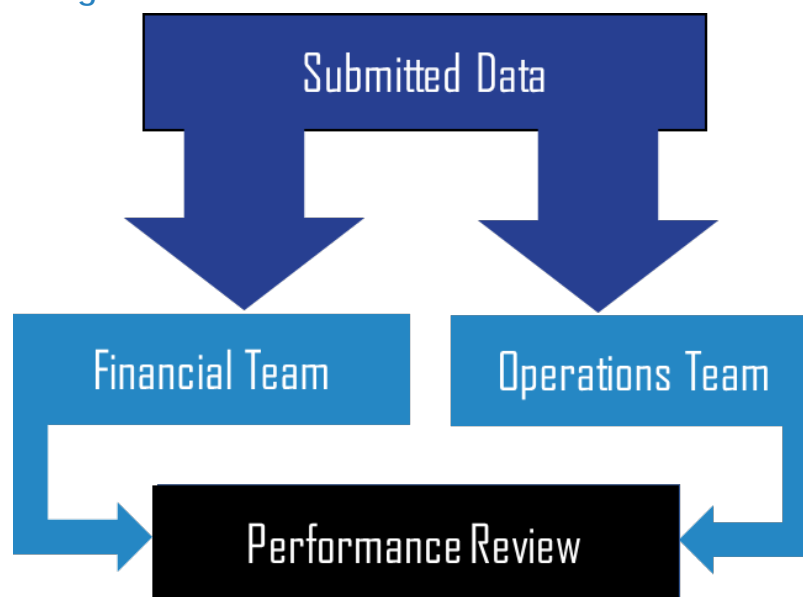 Submitted Data
Financial Team
Operations Team
Performance Review